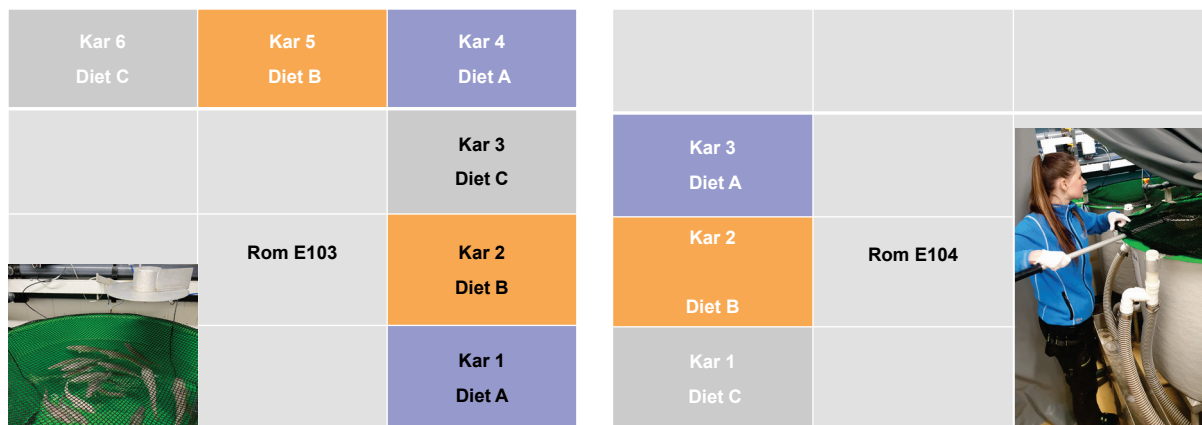 Kar 6
Diet C
Kar 5
Diet B
Kar 4
Diet A
Kar 3
Diet C
Rom E103
Kar 2
Diet B
Kar 1
Diet A
Kar 3
Diet A
Kar 2
Diet B
Rom E104
Kar 1
Diet C